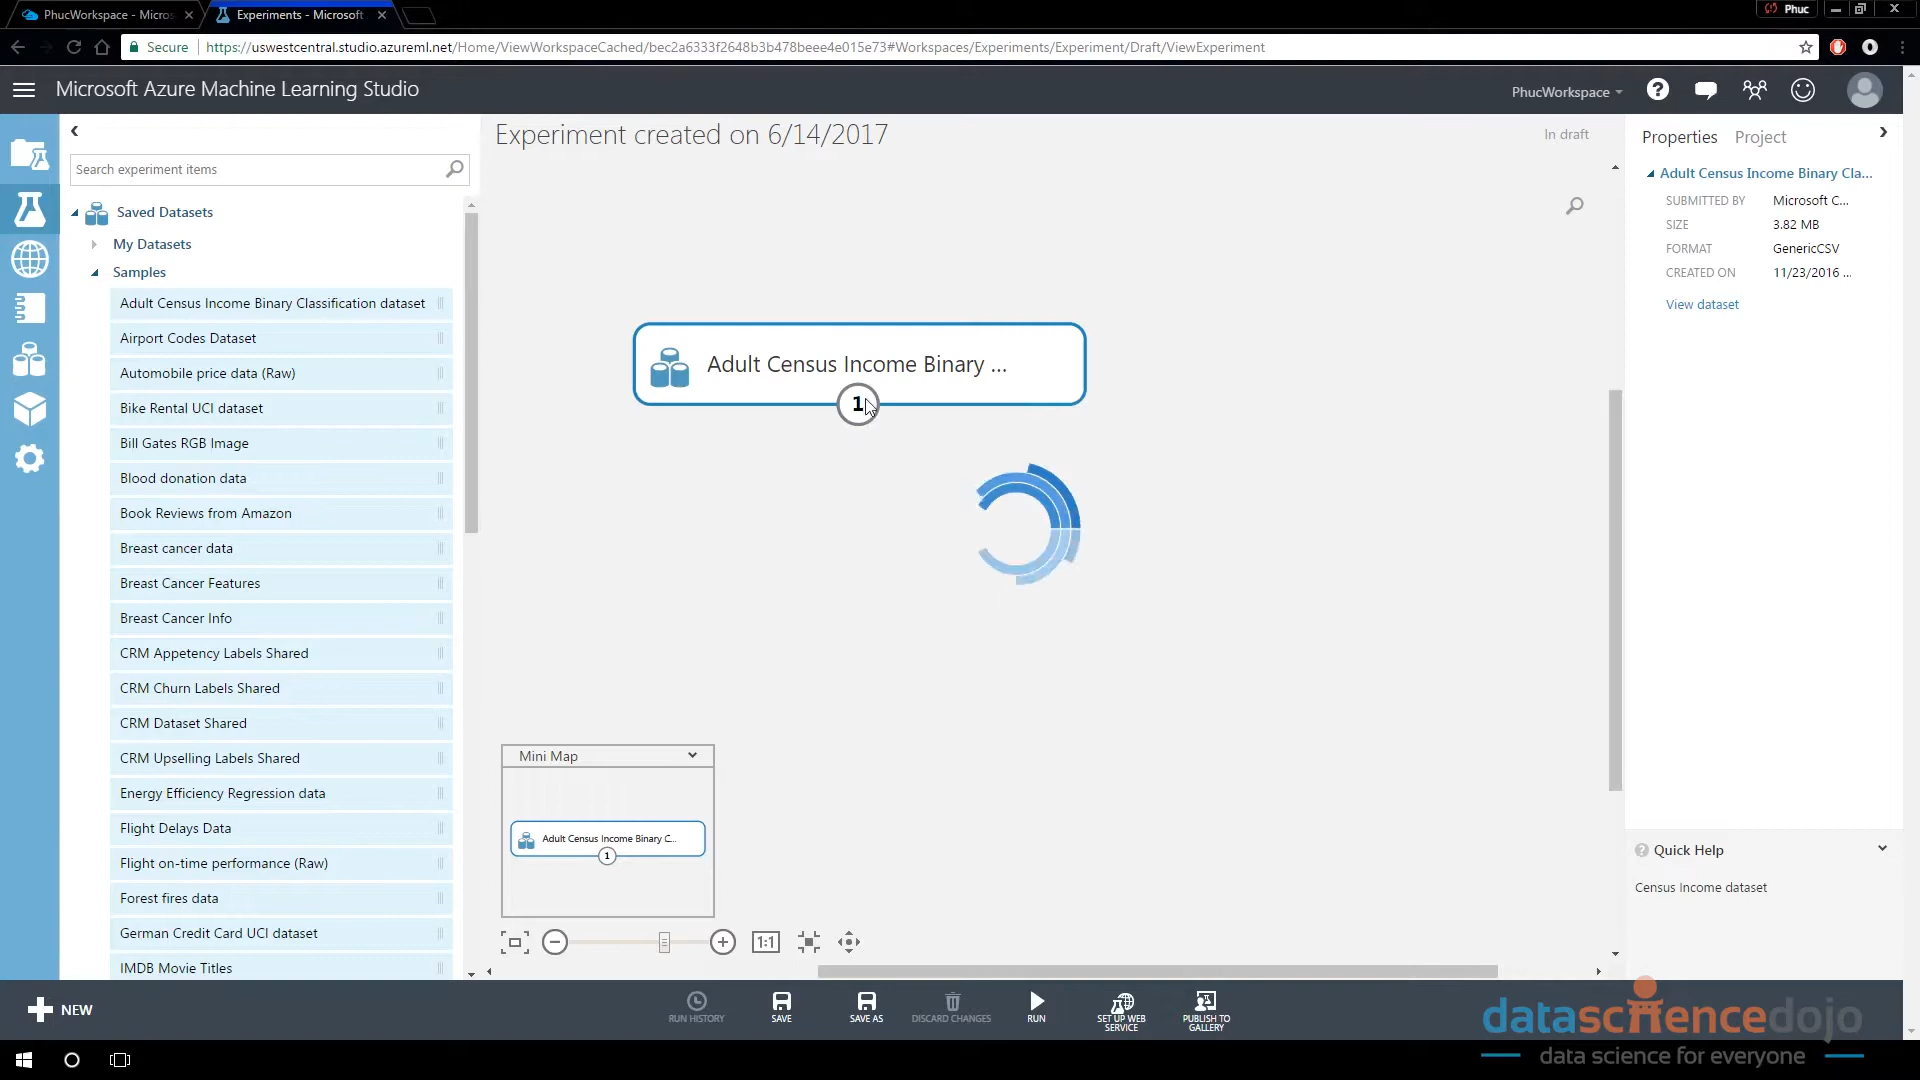 PhucWorkspace - Micros
Experiments - Microsoft
Phuc
Secure
https://uswestcentral.studio.azureml.net/Home/ViewWorkspaceCached/bec2a6333f2648b3b478beee4e015e73#Workspaces/Experiments/Experiment/Draft/ViewExperiment
Microsoft Azure Machine Learning Studio
PhucWorkspace
Search experiment items
Saved Datasets
My Datasets
Samples
Adult Census Income Binary Classification dataset
Airport Codes Dataset
Automobile price data (Raw)
Bike Rental UCI dataset
Bill Gates RGB Image
Blood donation data
Book Reviews from Amazon
Breast cancer data
Breast Cancer Features
Breast Cancer Info
CRM Appetency Labels Shared
CRM Churn Labels Shared
CRM Dataset Shared
CRM Upselling Labels Shared
Energy Efficiency Regression data
Flight Delays Data
Flight on-time performance (Raw)
Forest fires data
German Credit Card UCI dataset
IMDB Movie Titles
Experiment created on 6/14/2017
In draft
Adult Census Income Binary ...
1
Mini Map
Adult Census Income Binary C...
1
1:1
Properties
Project
Adult Census Income Binary Cla...
SUBMITTED BY Microsoft C...
SIZE 3.82 MB
FORMAT GenericCSV
CREATED ON 11/23/2016 ...
View dataset
Quick Help
Census Income dataset
NEW
RUN HISTORY
SAVE
SAVE AS
DISCARD CHANGES
RUN
SET UP WEB SERVICE
PUBLISH TO GALLERY
datasciencedojo
data science for everyone